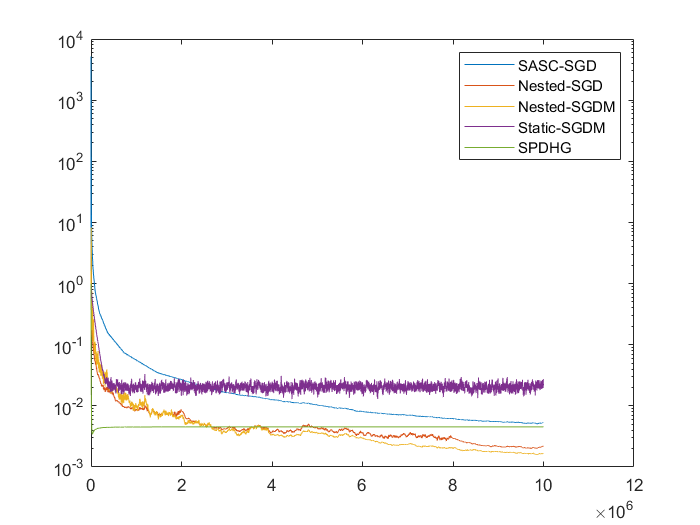 10^4
10^3
10^2
10^1
10^0
10^-1
10^-2
10^-3
0 2 4 6 8 10 12
×10^6
SASC-SGD
Nested-SGD
Nested-SGDM
Static-SGDM
SPDHG